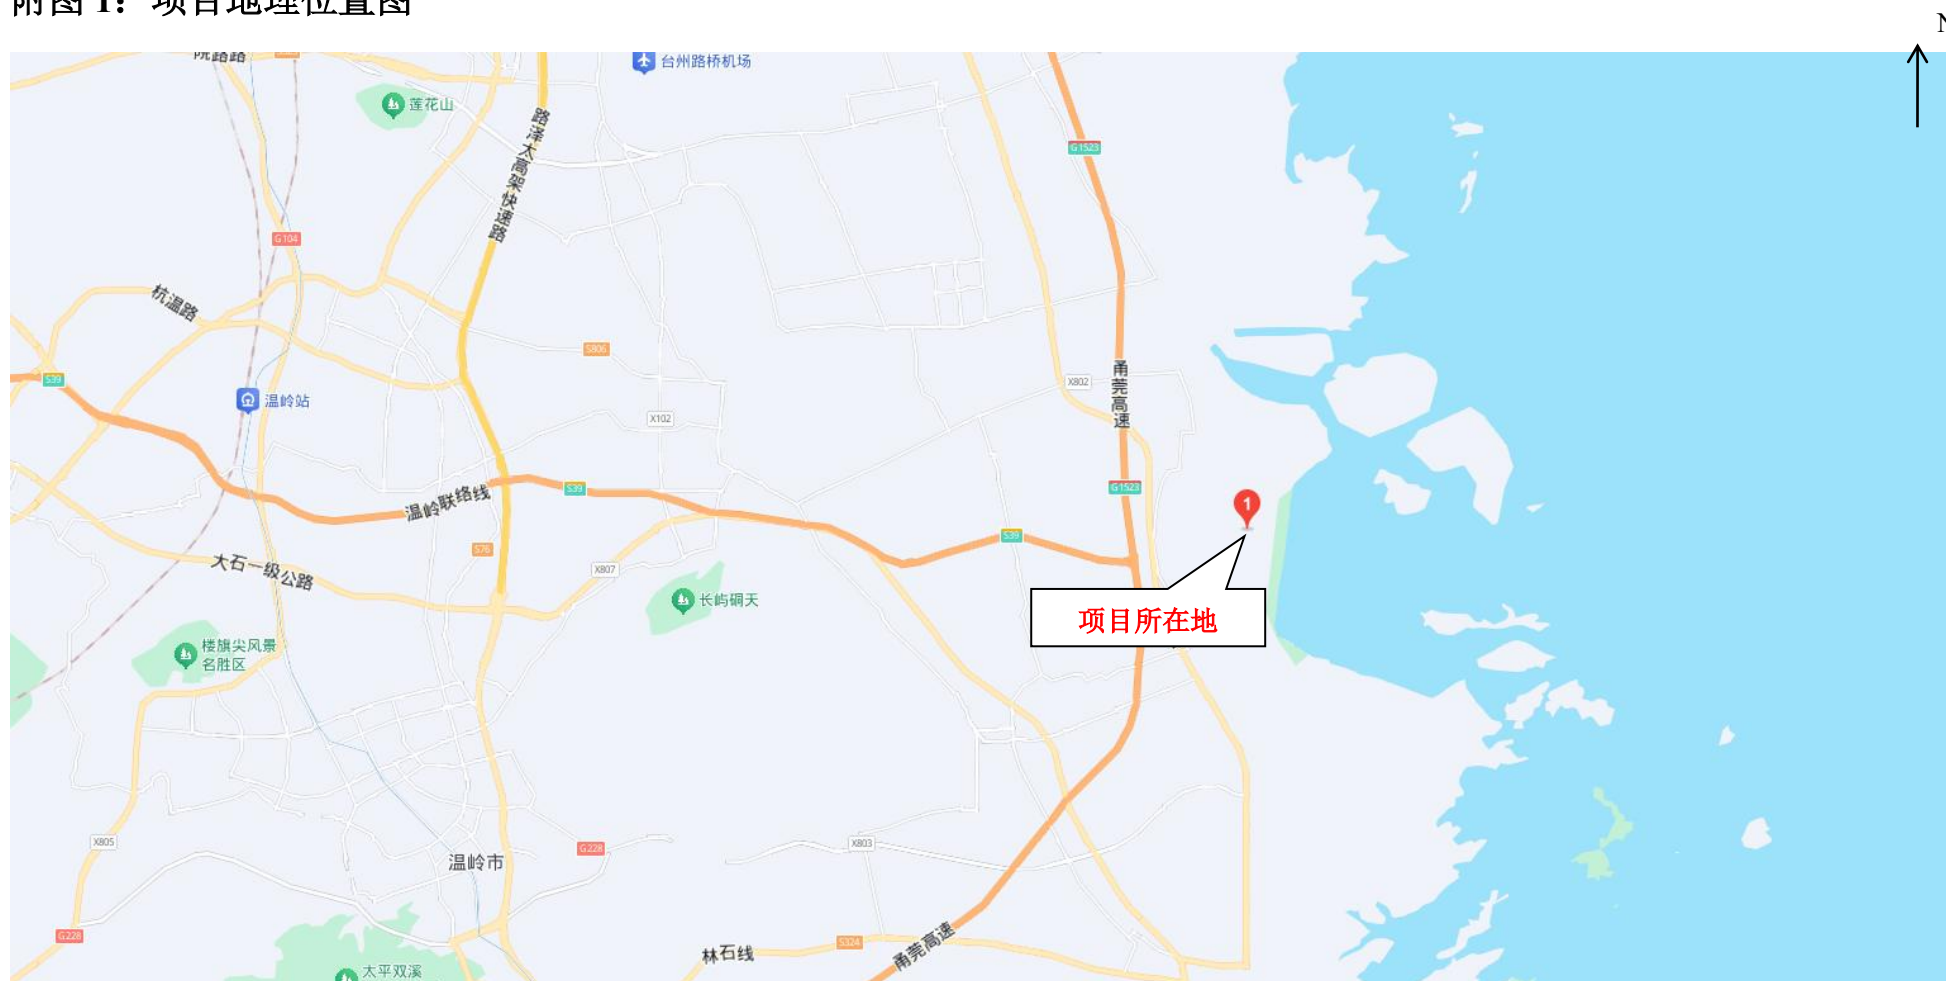 附图 1：项目地理位置图
N
院路路
台州路桥机场
莲花山
路泽太高架快速路
G1523
G104
杭温路
S806
S39
甬莞高速
X802
温岭站
X102
温岭联络线
S39
G1523
1
S39
S76
大石一级公路
X807
长屿硐天
项目所在地
楼旗尖风景
名胜区
X805
温岭市
G228
X803
G228
林石线
S324
甬莞高速
太平双溪